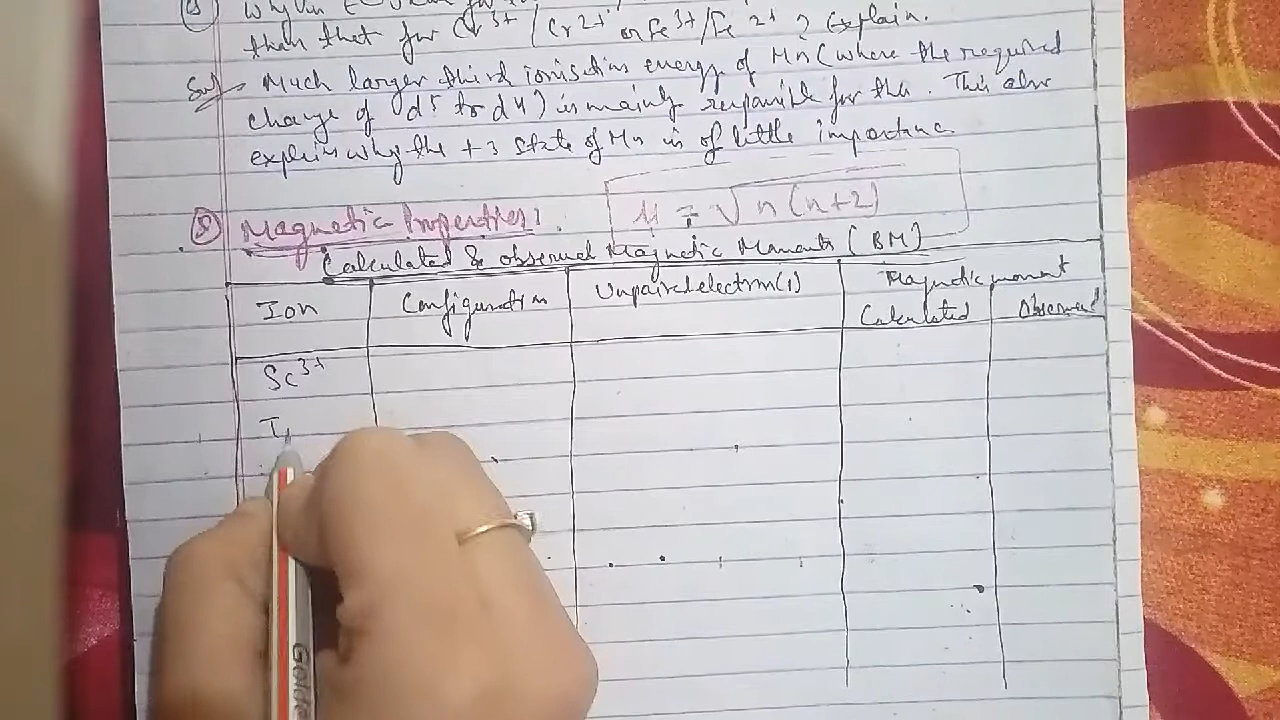 than that for Cr³⁺/Cr²⁺ or Fe³⁺/Fe²⁺ ? Explain.
Sol - Much larger third ionisation energy of Mn (where the required
change of d⁵ to d⁴) is mainly responsible for this. This also
explain why the +3 state of Mn is of little importance
8 Magnetic Properties: μ = √n(n+2)
Calculated & observed Magnetic Moments (BM)
Ion Configuration Unpaired electron(s) Magnetic moment
Calculated Observed
Sc³⁺
Ti
Golde